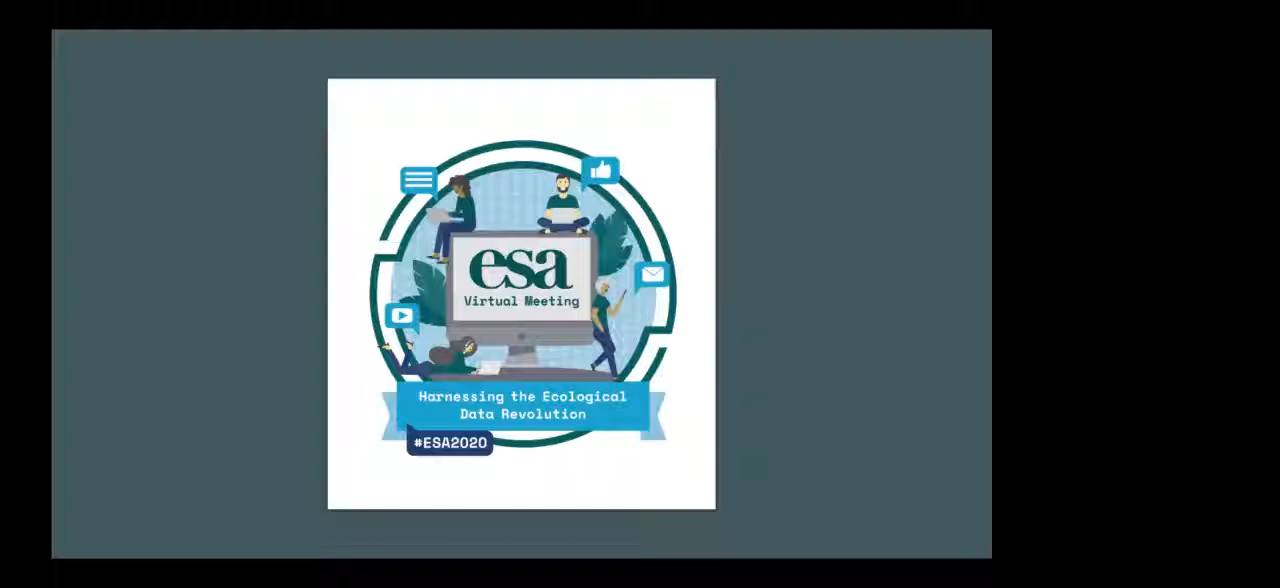 esa
Virtual Meeting
Harnessing the Ecological
Data Revolution
#ESA2020